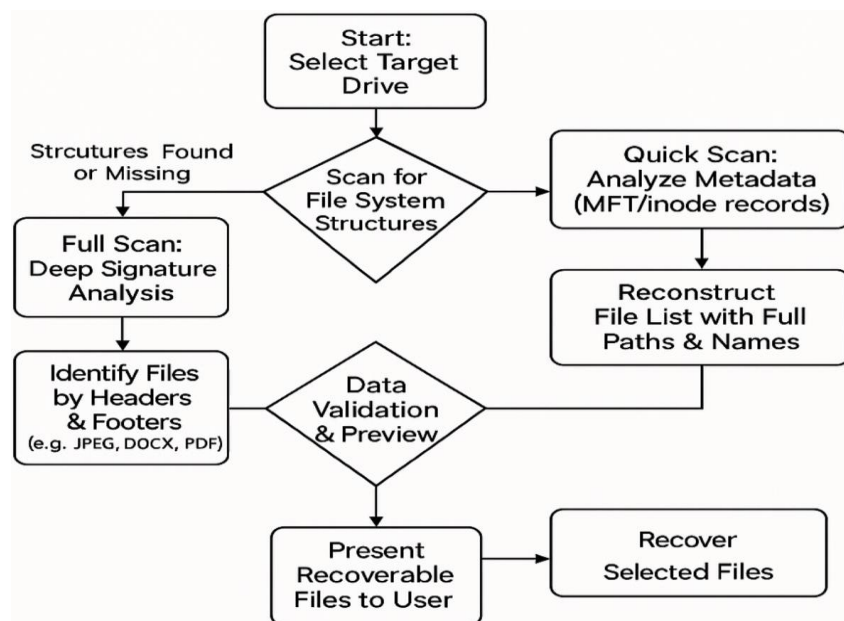 Start:
Select Target
Drive
Strcutures Found
or Missing
Scan for
File System
Structures
Quick Scan:
Analyze Metadata
(MFT/inode records)
Full Scan:
Deep Signature
Analysis
Reconstruct
File List with Full
Paths & Names
Identify Files
by Headers
& Footers
(e.g. JPEG, DOCX, PDF)
Data
Validation
& Preview
Present
Recoverable
Files to User
Recover
Selected Files